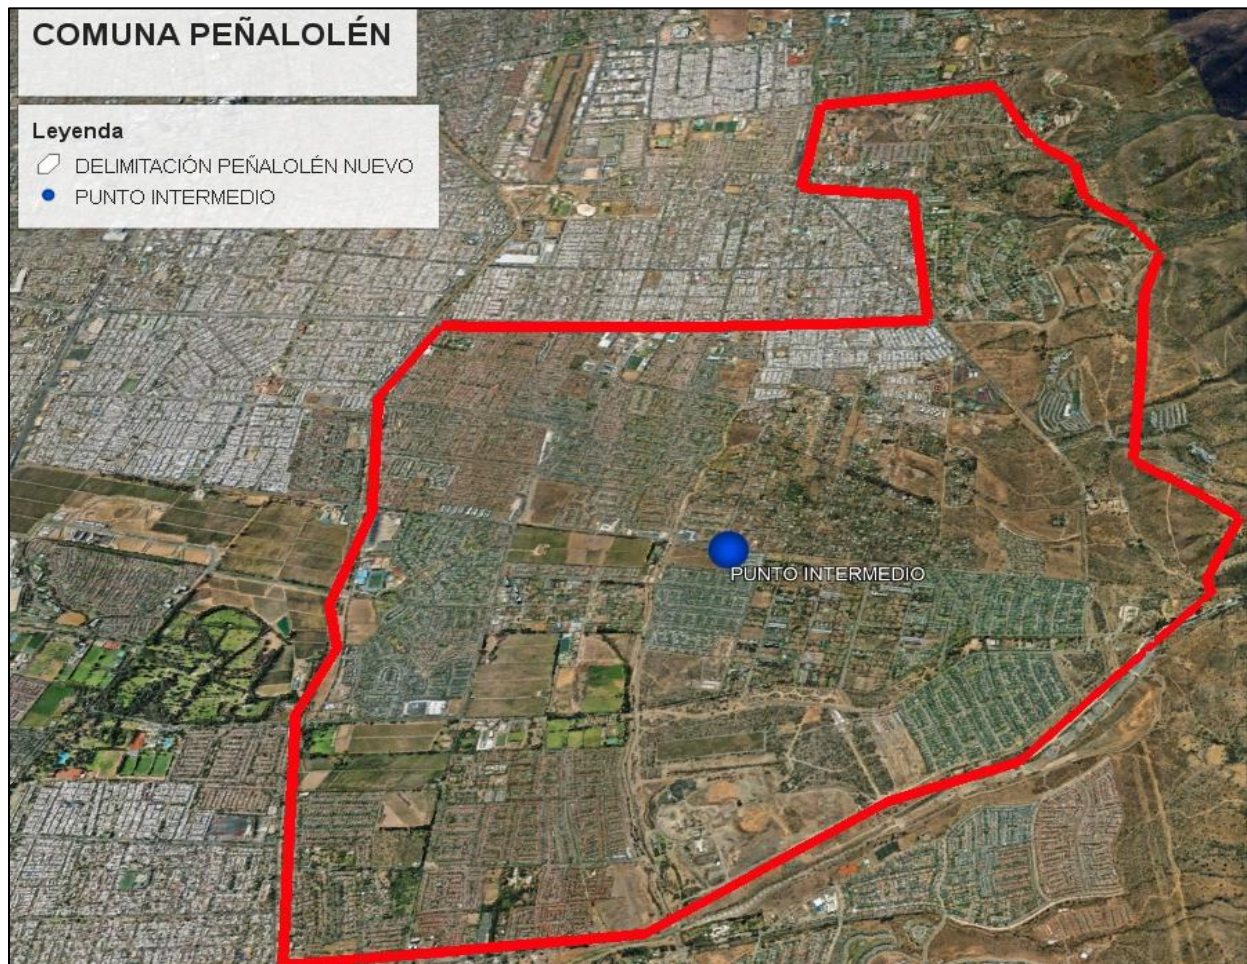 COMUNA PEÑALOLÉN
Leyenda
DELIMITACIÓN PEÑALOLÉN NUEVO
PUNTO INTERMEDIO
PUNTO INTERMEDIO